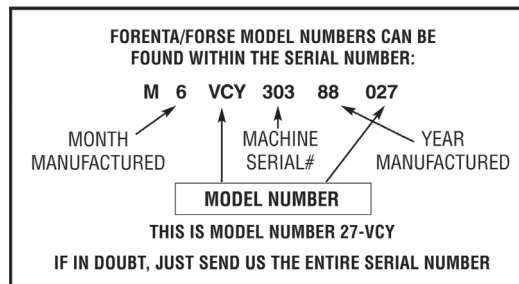 FORENTA/FORSE MODEL NUMBERS CAN BE
FOUND WITHIN THE SERIAL NUMBER:
M 6 VCY 303 88 027
MONTH
MANUFACTURED
MACHINE
SERIAL#
YEAR
MANUFACTURED
MODEL NUMBER
THIS IS MODEL NUMBER 27-VCY
IF IN DOUBT, JUST SEND US THE ENTIRE SERIAL NUMBER